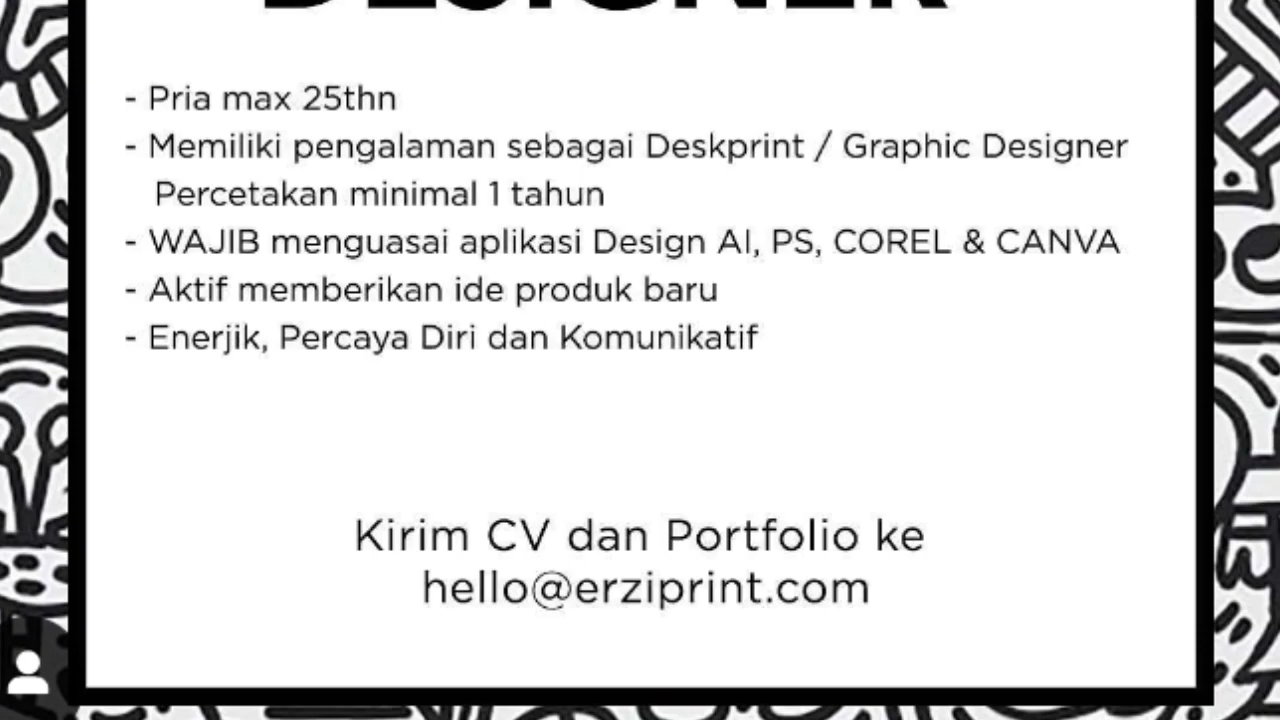 DESIGNER
- Pria max 25thn
- Memiliki pengalaman sebagai Deskprint / Graphic Designer
Percetakan minimal 1 tahun
- WAJIB menguasai aplikasi Design AI, PS, COREL & CANVA
- Aktif memberikan ide produk baru
- Enerjik, Percaya Diri dan Komunikatif
Kirim CV dan Portfolio ke
hello@erziprint.com